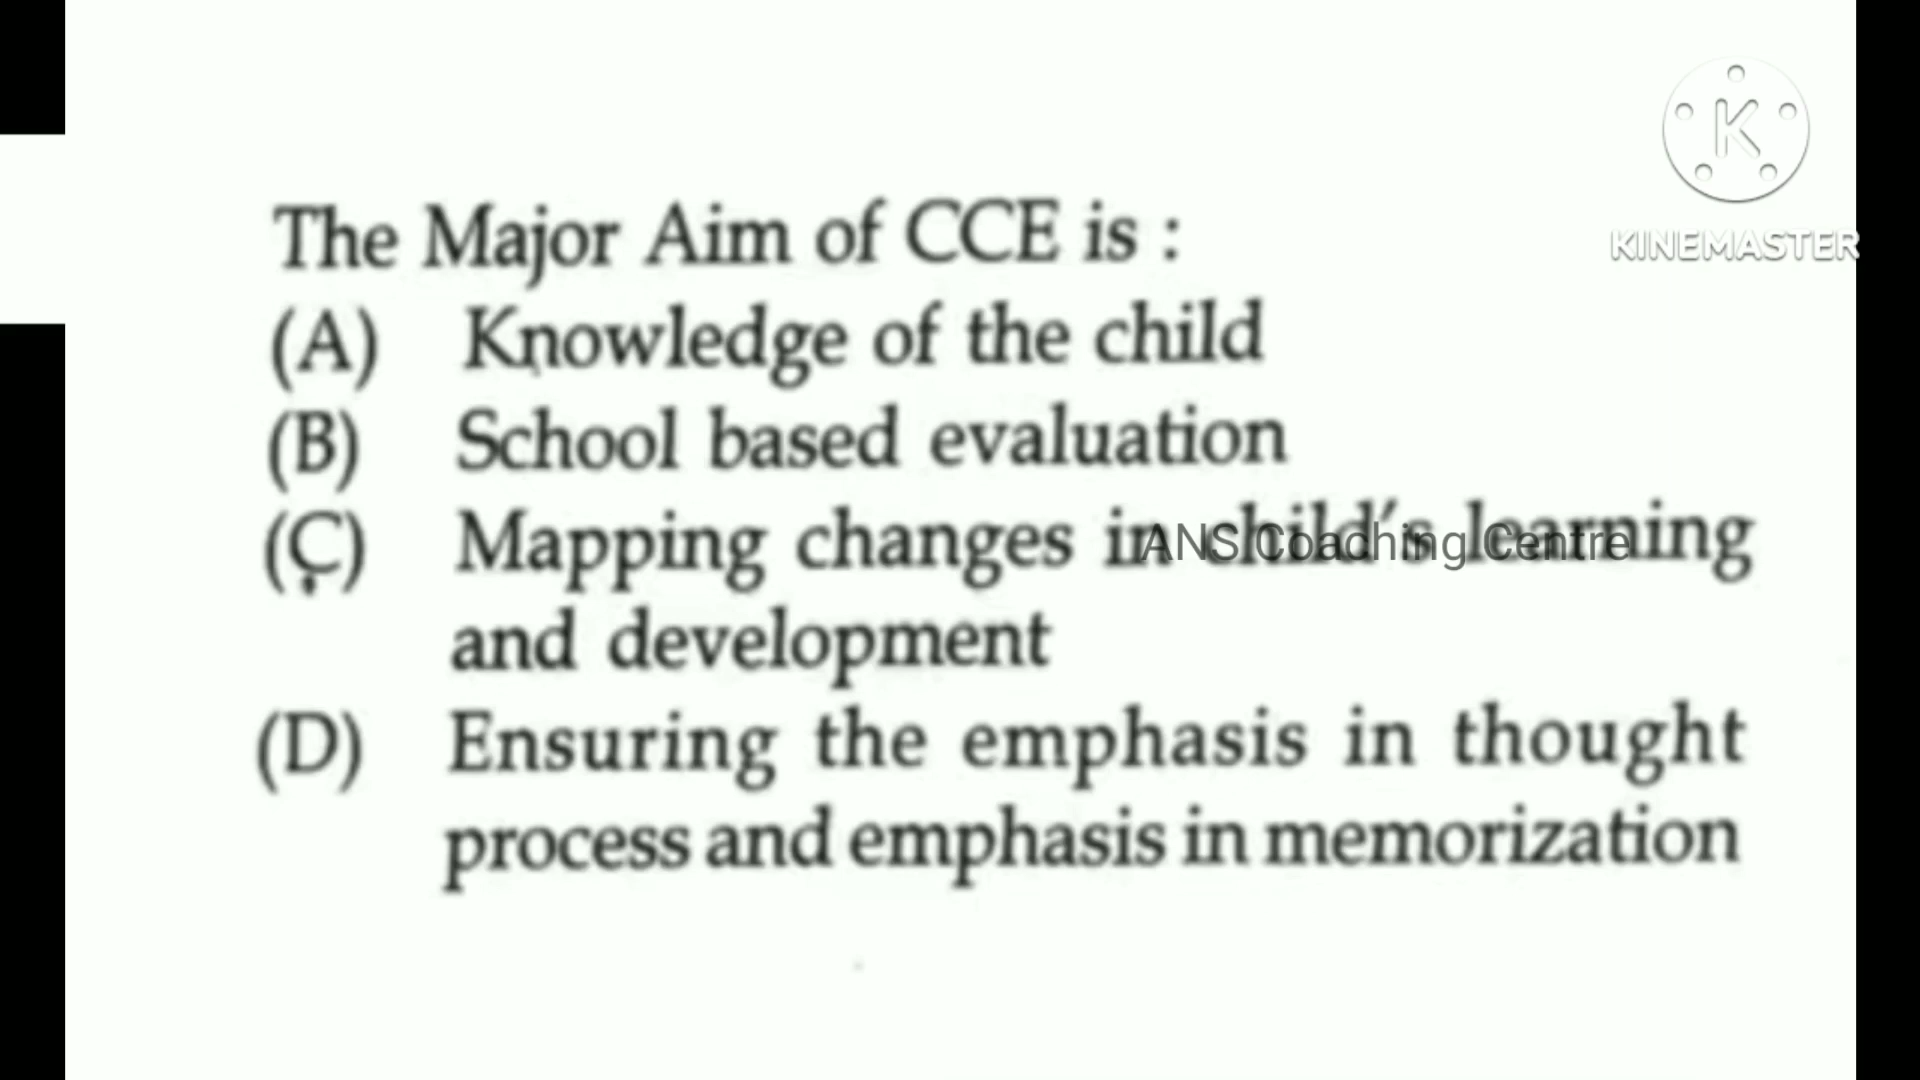 The Major Aim of CCE is :
(A) Knowledge of the child
(B) School based evaluation
(C) Mapping changes in child's learning
and development
(D) Ensuring the emphasis in thought
process and emphasis in memorization
K
KINEMASTER
ANS Coaching Centre